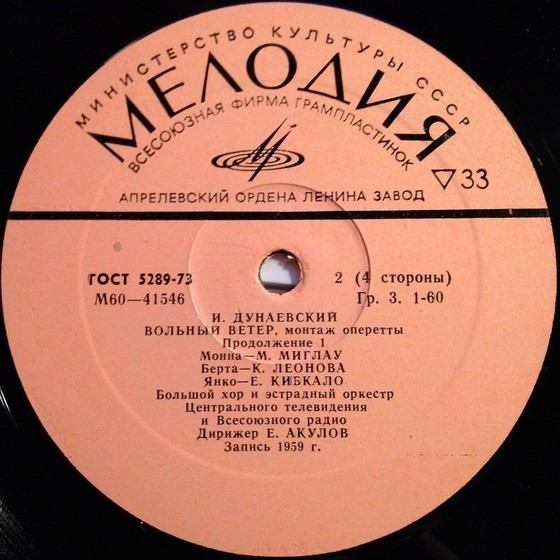 МИНИСТЕРСТВО КУЛЬТУРЫ СССР
МЕЛОДИЯ
ВСЕСОЮЗНАЯ ФИРМА ГРАМПЛАСТИНОК
▽33
АПРЕЛЕВСКИЙ ОРДЕНА ЛЕНИНА ЗАВОД
ГОСТ 5289-73
2 (4 стороны)
М60—41546
Гр. 3. 1-60
И. ДУНАЕВСКИЙ
ВОЛЬНЫЙ ВЕТЕР, монтаж оперетты
Продолжение 1
Монна—М. МИГЛАУ
Берта—К. ЛЕОНОВА
Янко—Е. КИБКАЛО
Большой хор и эстрадный оркестр
Центрального телевидения
и Всесоюзного радио
Дирижер Е. АКУЛОВ
Запись 1959 г.